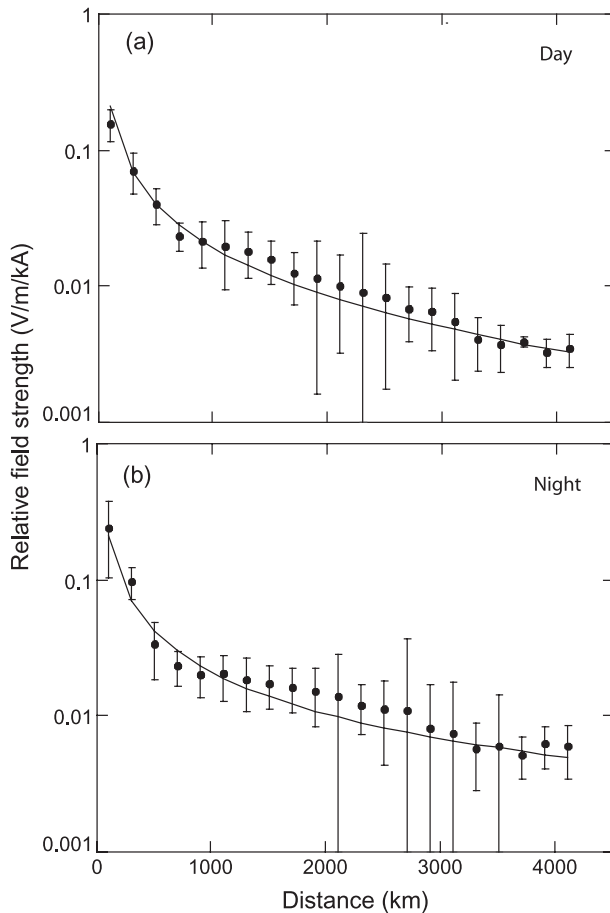 Relative field strength (V/m/kA)
(a)
Day
1
0.1
0.01
0.001
(b)
Night
1
0.1
0.01
0.001
0 1000 2000 3000 4000
Distance (km)